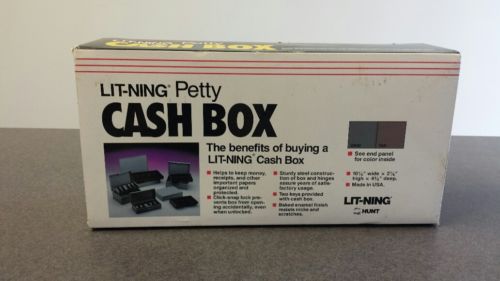 CASH BOX
LIT-NING® Petty
CASH BOX
The benefits of buying a
LIT-NING® Cash Box
Helps to keep money,
receipts, and other
important papers
organized and
protected.
Click-snap lock pre-
vents box from open-
ing accidentally, even
when unlocked.
Sturdy steel construc-
tion of box and hinges
assure years of satis-
factory usage.
Two keys provided
with cash box.
Baked enamel finish
resists nicks and
scratches.
See end panel
for color inside
Made in USA.
LIT-NING®
HUNT